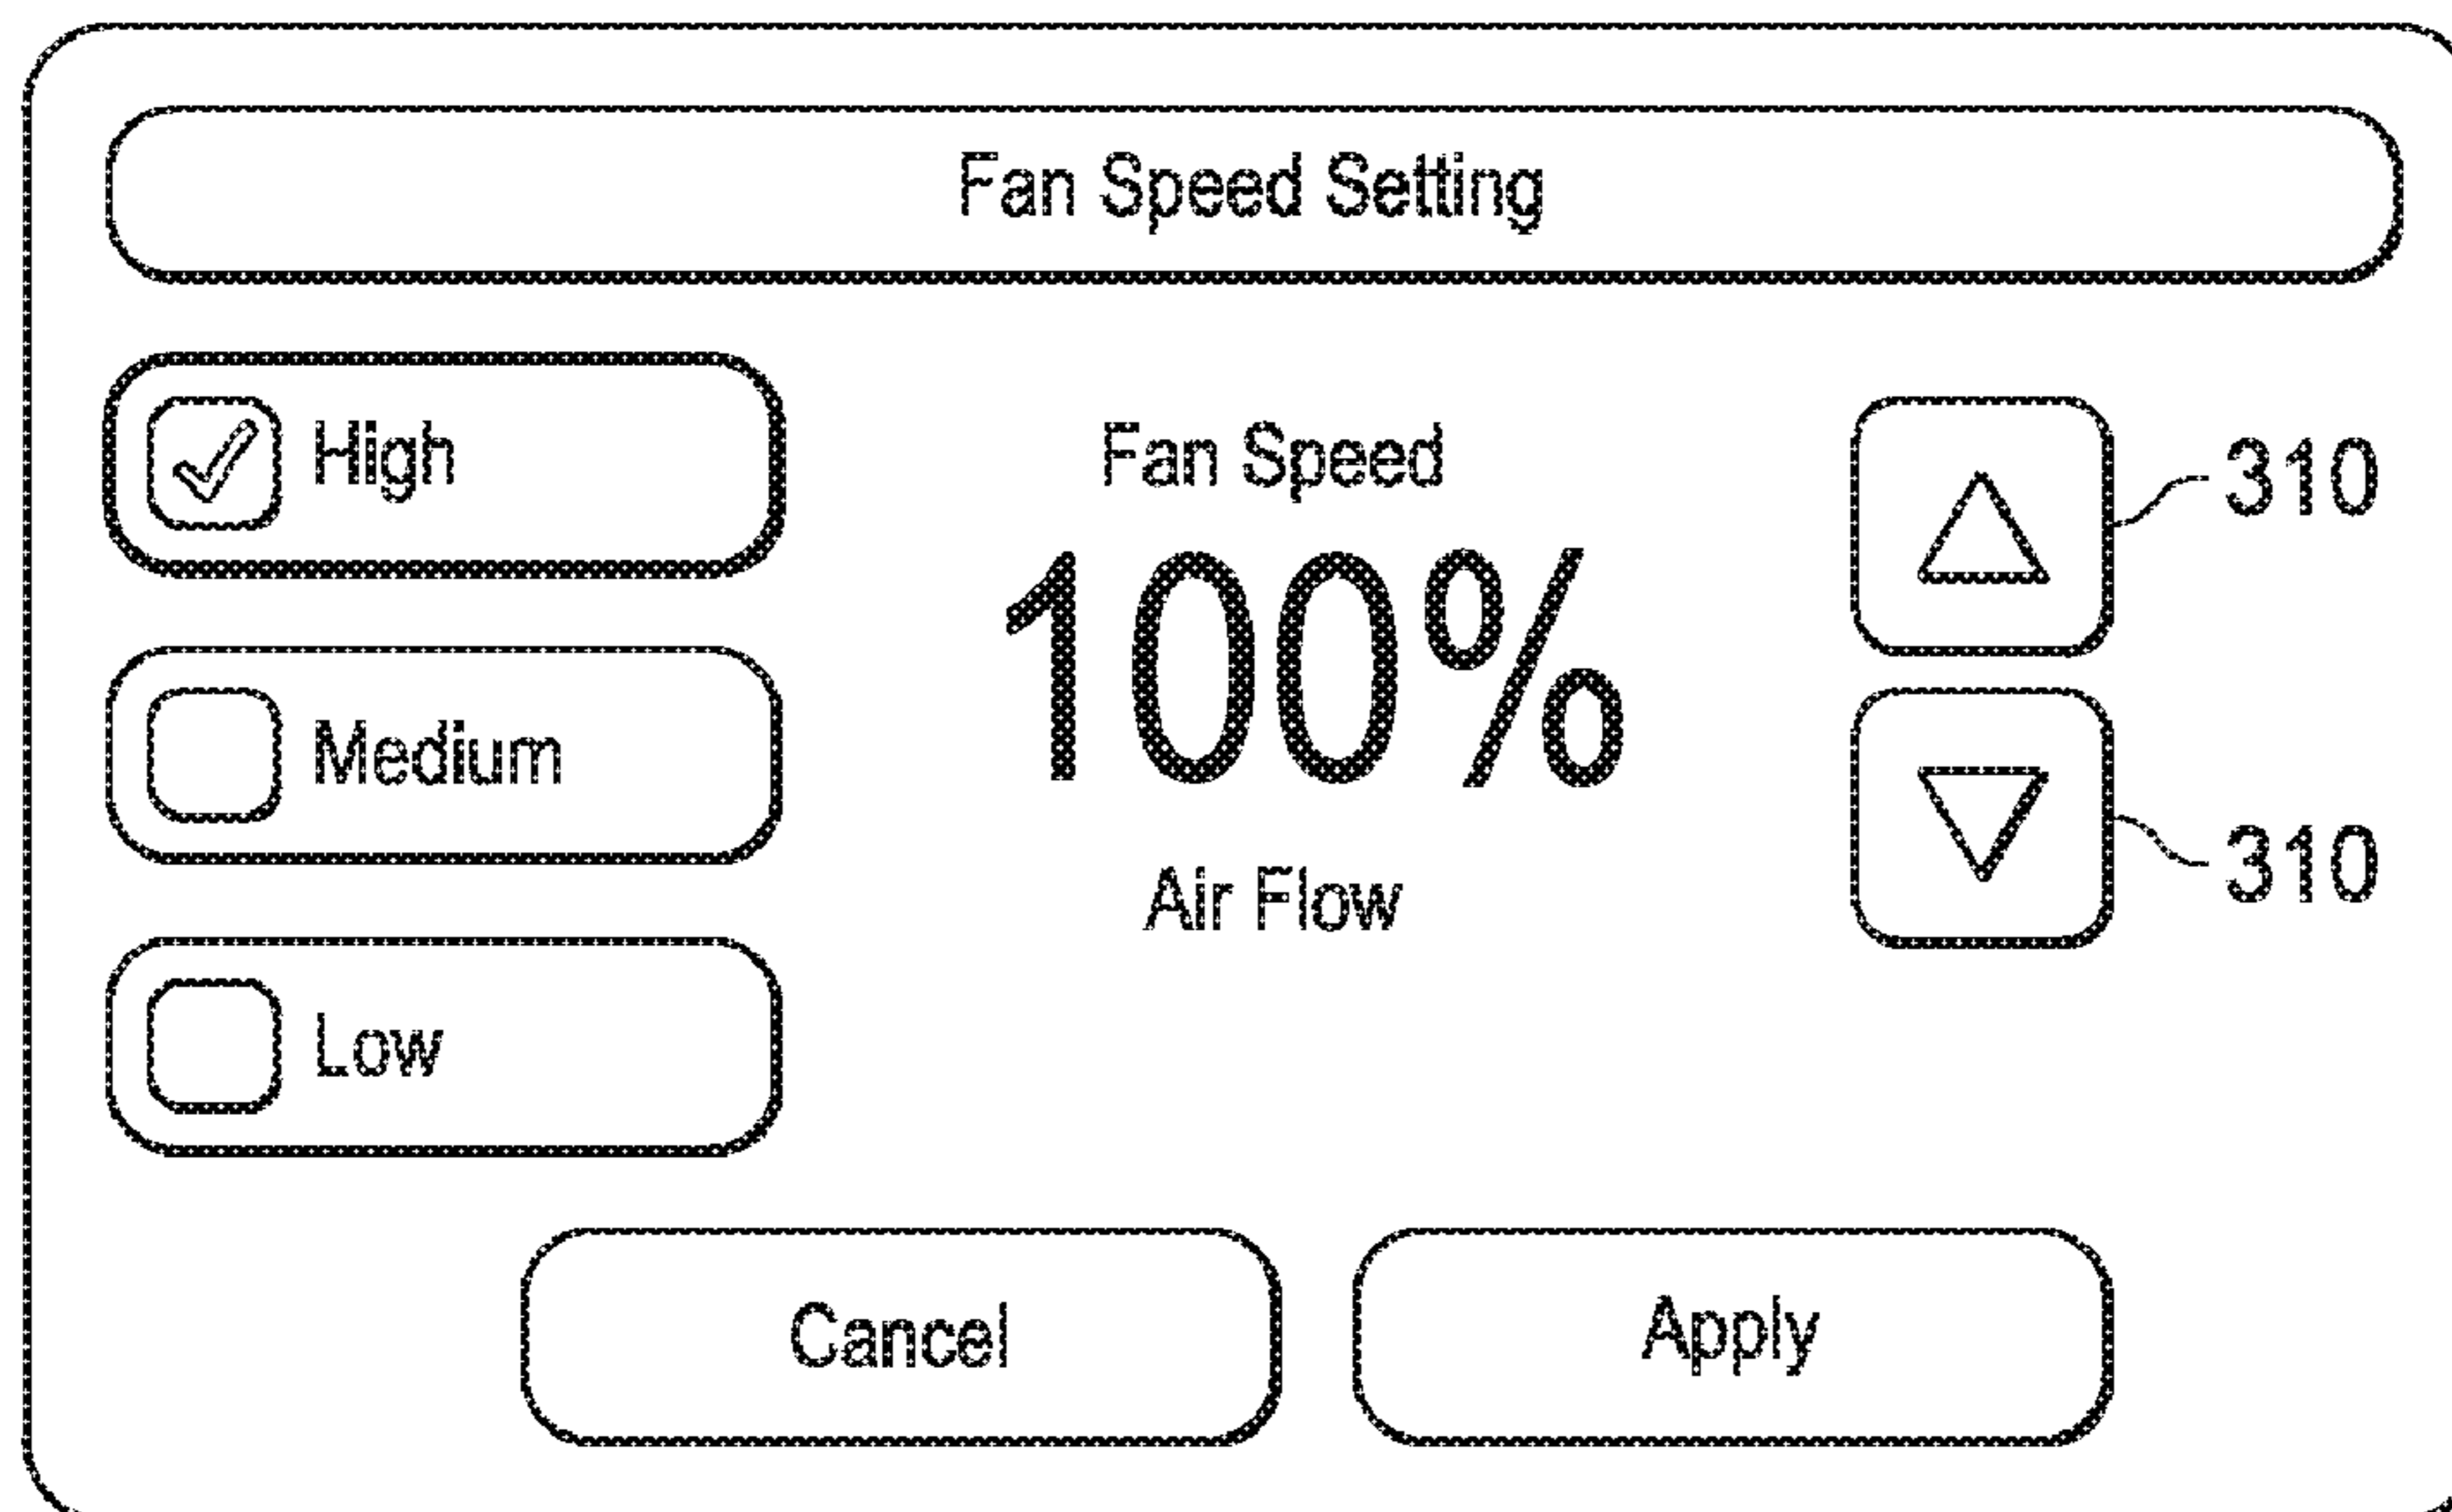 Fan Speed Setting
High
Medium
Low
Fan Speed
100%
Air Flow
310
310
Cancel
Apply